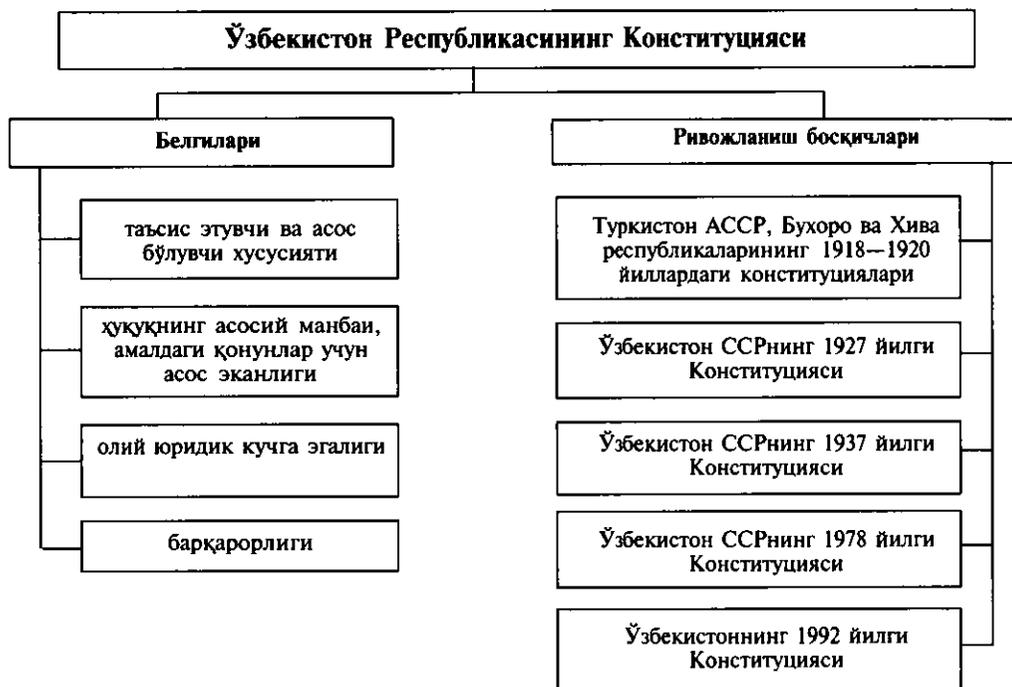 Ўзбекистон Республикасининг Конституцияси
Белгилари
таъсис этувчи ва асос
бўлувчи хусусияти
ҳуқуқнинг асосий манбаи,
амалдаги қонунлар учун
асос эканлиги
олий юридик кучга эгалиги
барқарорлиги
Ривожланиш босқичлари
Туркистон АССР, Бухоро ва Хива
республикаларининг 1918—1920
йиллардаги конституциялари
Ўзбекистон ССРнинг 1927 йилги
Конституцияси
Ўзбекистон ССРнинг 1937 йилги
Конституцияси
Ўзбекистон ССРнинг 1978 йилги
Конституцияси
Ўзбекистоннинг 1992 йилги
Конституцияси